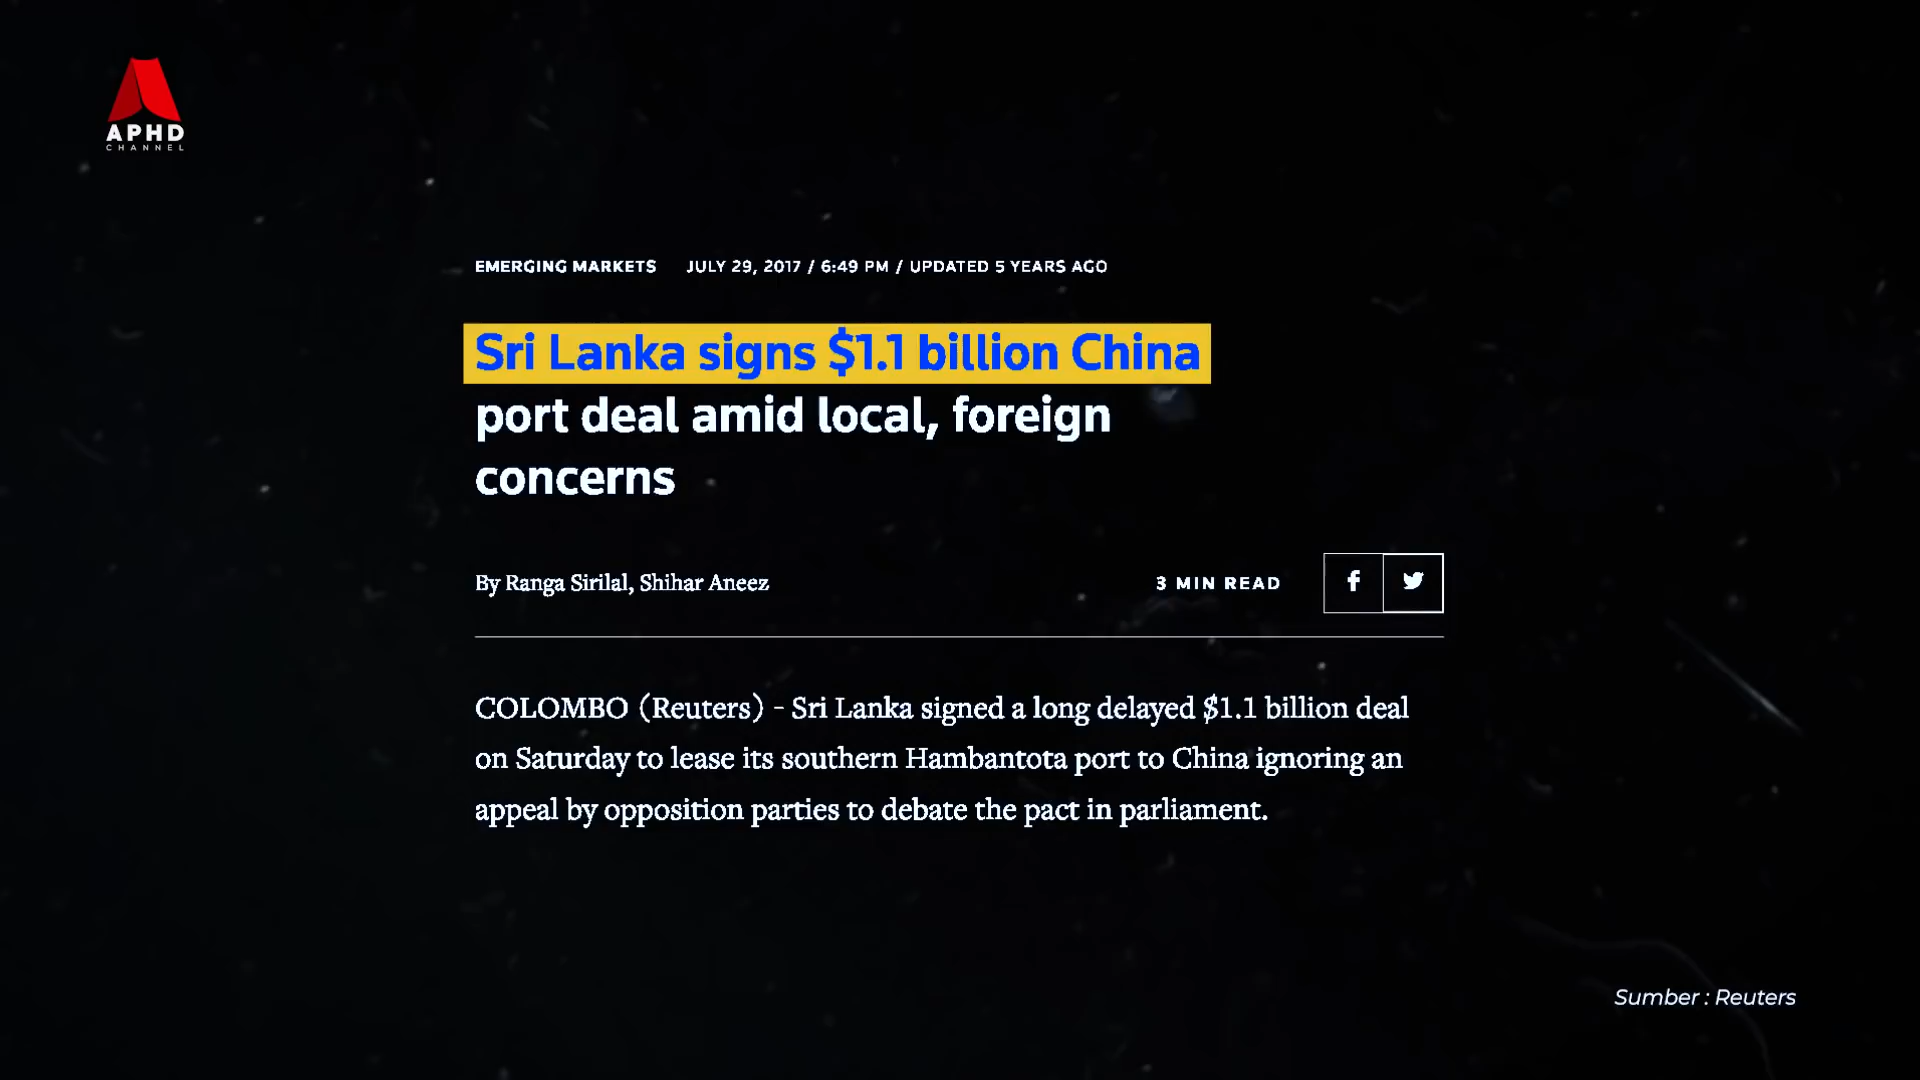 APHD
CHANNEL
EMERGING MARKETS JULY 29, 2017 / 6:49 PM / UPDATED 5 YEARS AGO
Sri Lanka signs $1.1 billion China
port deal amid local, foreign
concerns
By Ranga Sirilal, Shihar Aneez 3 MIN READ
COLOMBO (Reuters) - Sri Lanka signed a long delayed $1.1 billion deal
on Saturday to lease its southern Hambantota port to China ignoring an
appeal by opposition parties to debate the pact in parliament.
Sumber : Reuters